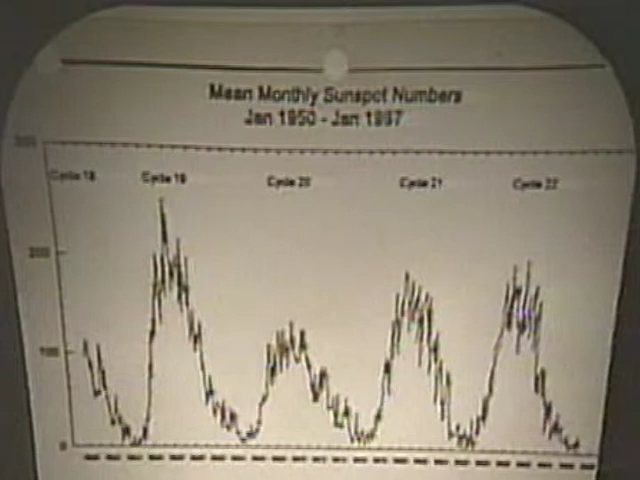 Mean Monthly Sunspot Numbers
Jan 1950 - Jan 1997
300
Cycle 18 Cycle 19 Cycle 20 Cycle 21 Cycle 22
200
100
0